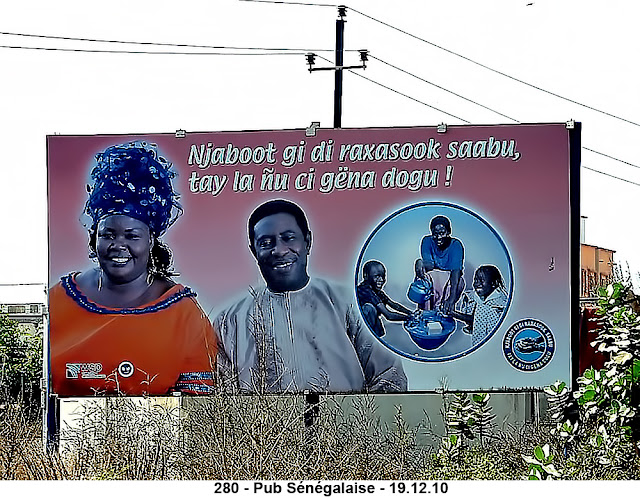 Njaboot gi di raxasook saabu,
tay la ñu ci gëna dogu !
280 - Pub Sénégalaise - 19.12.10